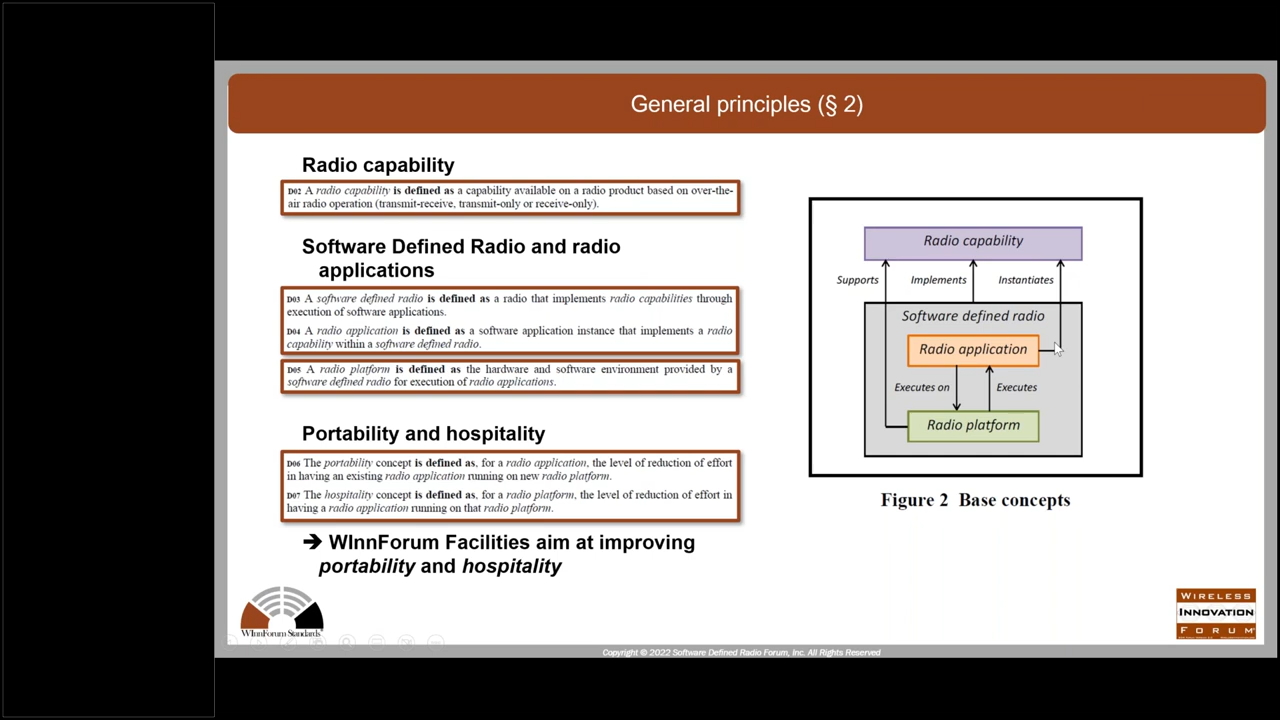 General principles (§ 2)
Radio capability
D02 A radio capability is defined as a capability available on a radio product based on over-the-
air radio operation (transmit-receive, transmit-only or receive-only).
Software Defined Radio and radio
applications
D03 A software defined radio is defined as a radio that implements radio capabilities through
execution of software applications.
D04 A radio application is defined as a software application instance that implements a radio
capability within a software defined radio.
D05 A radio platform is defined as the hardware and software environment provided by a
software defined radio for execution of radio applications.
Portability and hospitality
D06 The portability concept is defined as, for a radio application, the level of reduction of effort
in having an existing radio application running on new radio platform.
D07 The hospitality concept is defined as, for a radio platform, the level of reduction of effort in
having a radio application running on that radio platform.
➔ WInnForum Facilities aim at improving
portability and hospitality
Radio capability
Supports
Implements
Instantiates
Software defined radio
Radio application
Executes on
Executes
Radio platform
Figure 2 Base concepts
WInnForum Standards
WIRELESS
INNOVATION
FORUM
Copyright © 2022 Software Defined Radio Forum, Inc. All Rights Reserved